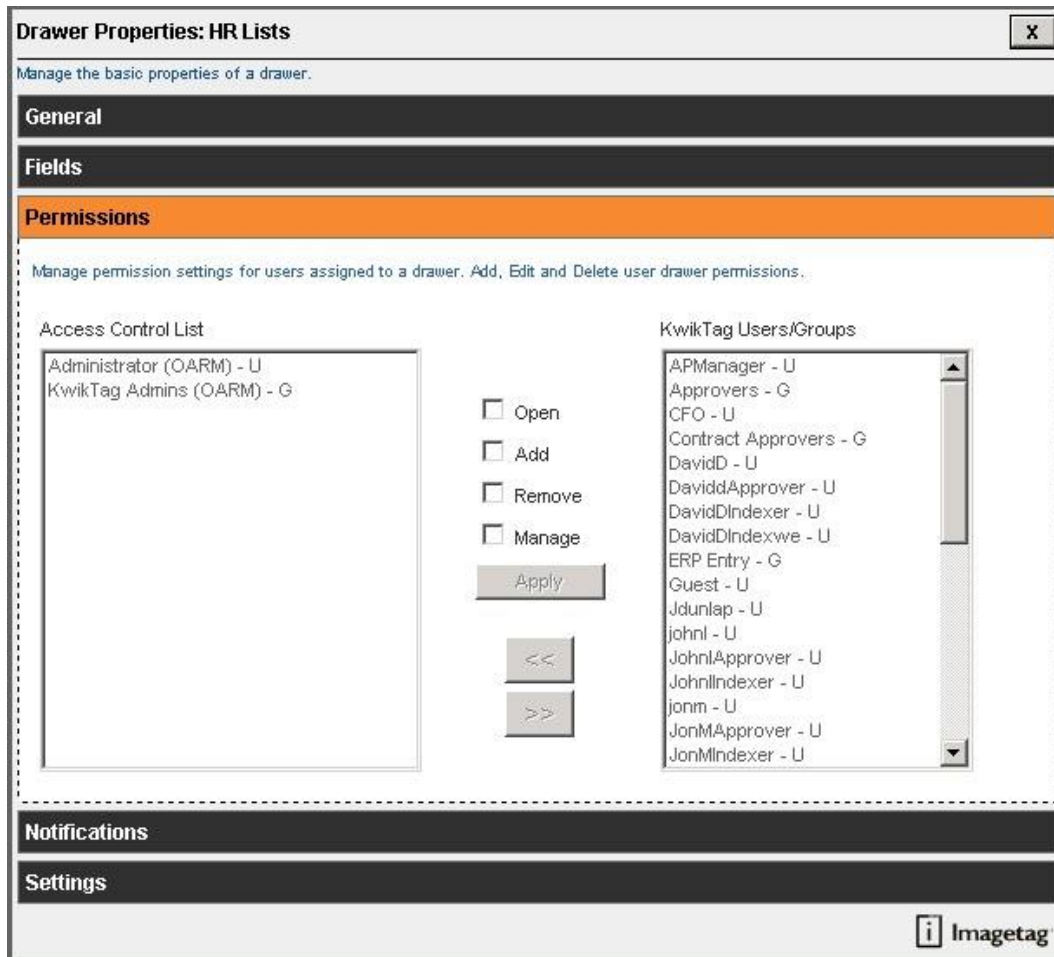 Drawer Properties: HR Lists
X
Manage the basic properties of a drawer.
General
Fields
Permissions
Manage permission settings for users assigned to a drawer. Add, Edit and Delete user drawer permissions.
Access Control List
Administrator (OARM) - U
KwikTag Admins (OARM) - G
Open
Add
Remove
Manage
Apply
<<
>>
KwikTag Users/Groups
APManager - U
Approvers - G
CFO - U
Contract Approvers - G
DavidD - U
DaviddApprover - U
DavidDIndexer - U
DavidDIndexwe - U
ERP Entry - G
Guest - U
Jdunlap - U
johnl - U
JohnlApprover - U
JohnlIndexer - U
jonm - U
JonMApprover - U
JonMIndexer - U
Notifications
Settings
i Imagetag